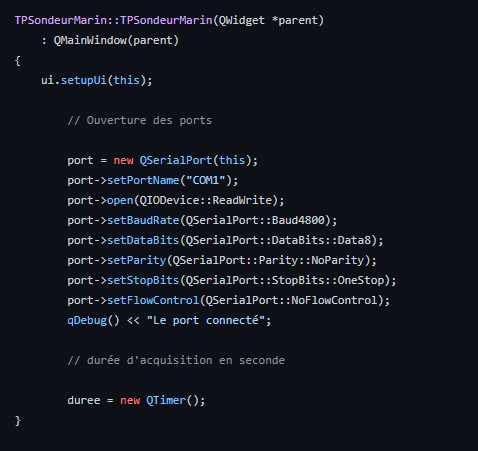 TPSondeurMarin::TPSondeurMarin(QWidget *parent)
    : QMainWindow(parent)
{
    ui.setupUi(this);

        // Ouverture des ports

        port = new QSerialPort(this);
        port->setPortName("COM1");
        port->open(QIODevice::ReadWrite);
        port->setBaudRate(QSerialPort::Baud4800);
        port->setDataBits(QSerialPort::DataBits::Data8);
        port->setParity(QSerialPort::Parity::NoParity);
        port->setStopBits(QSerialPort::StopBits::OneStop);
        port->setFlowControl(QSerialPort::NoFlowControl);
        qDebug() << "Le port connecté";

        // durée d'acquisition en seconde

        duree = new QTimer();
}